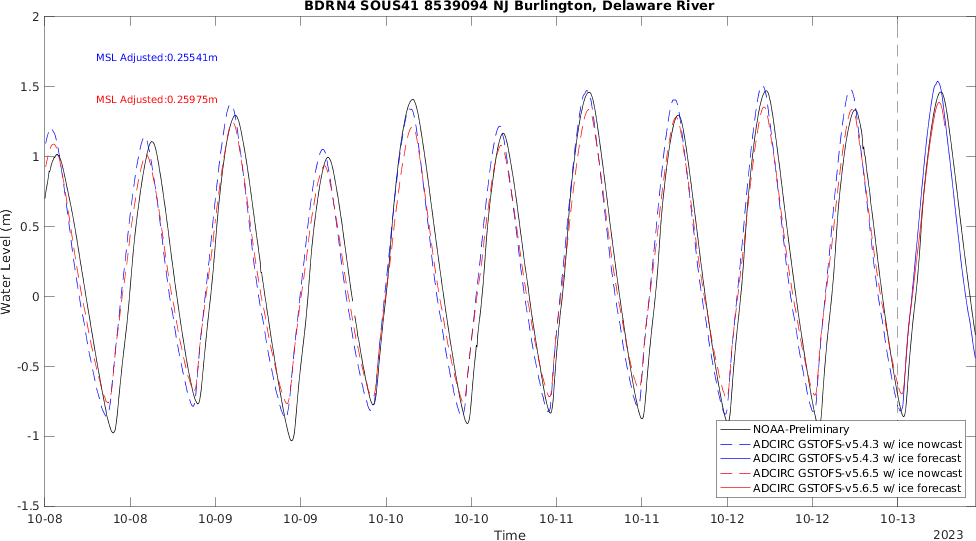 BDRN4 SOUS41 8539094 NJ Burlington, Delaware River
MSL Adjusted:0.25541m
MSL Adjusted:0.25975m
Water Level (m)
2
1.5
1
0.5
0
-0.5
-1
-1.5
NOAA-Preliminary
ADCIRC GSTOFS-v5.4.3 w/ ice nowcast
ADCIRC GSTOFS-v5.4.3 w/ ice forecast
ADCIRC GSTOFS-v5.6.5 w/ ice nowcast
ADCIRC GSTOFS-v5.6.5 w/ ice forecast
10-08 10-08 10-09 10-09 10-10 10-10 10-11 10-11 10-12 10-12 10-13
Time
2023